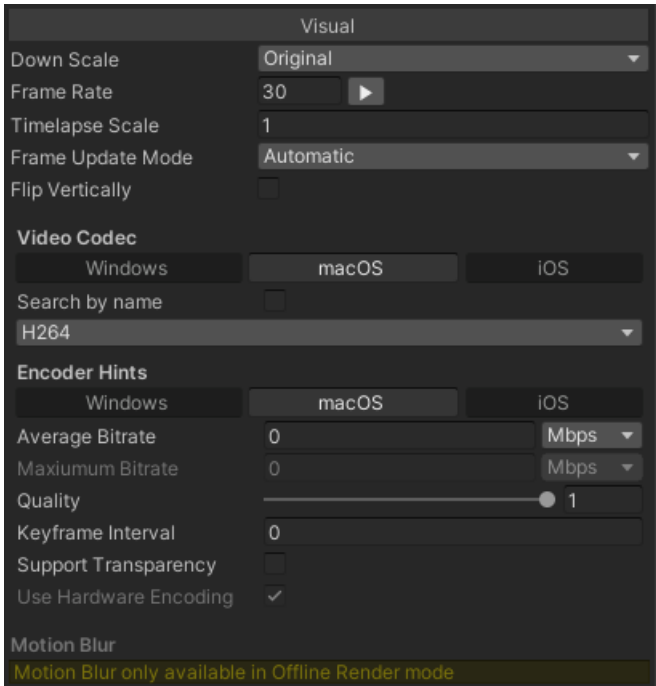 Visual
Down Scale Original
Frame Rate 30
Timelapse Scale 1
Frame Update Mode Automatic
Flip Vertically
Video Codec
Windows macOS iOS
Search by name
H264
Encoder Hints
Windows macOS iOS
Average Bitrate 0 Mbps
Maxiumum Bitrate 0 Mbps
Quality 1
Keyframe Interval 0
Support Transparency
Use Hardware Encoding
Motion Blur
Motion Blur only available in Offline Render mode